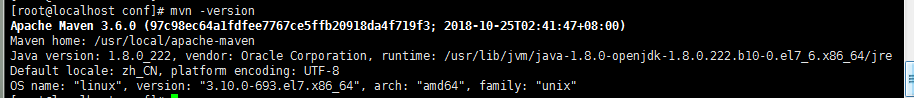 [root@localhost conf]# mvn -version
Apache Maven 3.6.0 (97c98ec64a1fdfee7767ce5ffb20918da4f719f3; 2018-10-25T02:41:47+08:00)
Maven home: /usr/local/apache-maven
Java version: 1.8.0_222, vendor: Oracle Corporation, runtime: /usr/lib/jvm/java-1.8.0-openjdk-1.8.0.222.b10-0.el7_6.x86_64/jre
Default locale: zh_CN, platform encoding: UTF-8
OS name: "linux", version: "3.10.0-693.el7.x86_64", arch: "amd64", family: "unix"